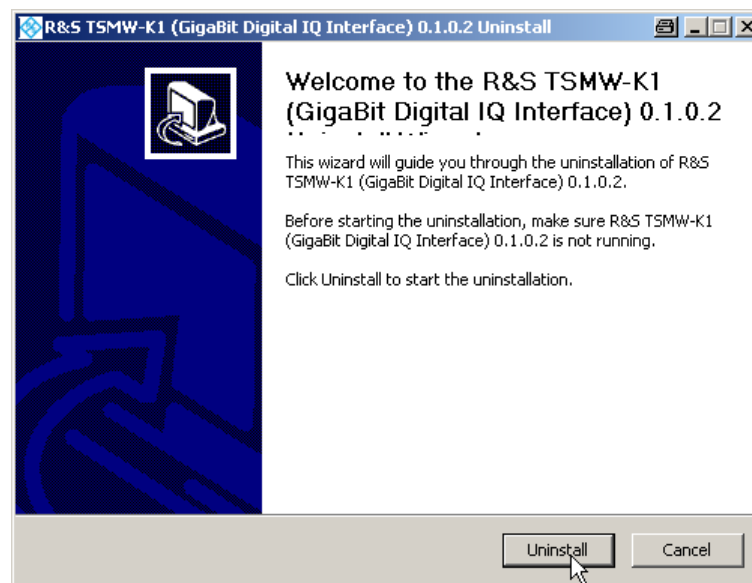 R&S TSMW-K1 (GigaBit Digital IQ Interface) 0.1.0.2 Uninstall
Welcome to the R&S TSMW-K1
(GigaBit Digital IQ Interface) 0.1.0.2
This wizard will guide you through the uninstallation of R&S
TSMW-K1 (GigaBit Digital IQ Interface) 0.1.0.2.
Before starting the uninstallation, make sure R&S TSMW-K1
(GigaBit Digital IQ Interface) 0.1.0.2 is not running.
Click Uninstall to start the uninstallation.
Uninstall
Cancel